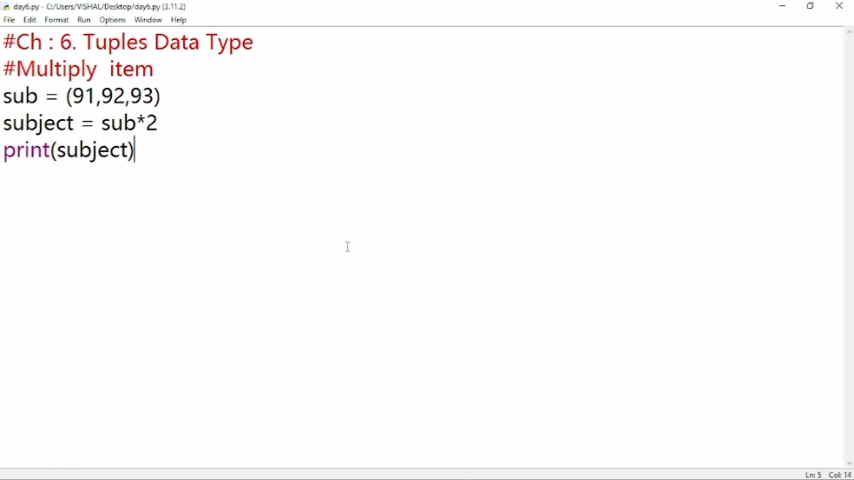 day6.py - C:/Users/VISHAL/Desktop/day6.py (3.11.2)
File Edit Format Run Options Window Help
#Ch : 6. Tuples Data Type
#Multiply  item
sub = (91,92,93)
subject = sub*2
print(subject)
Ln: 5 Col: 14